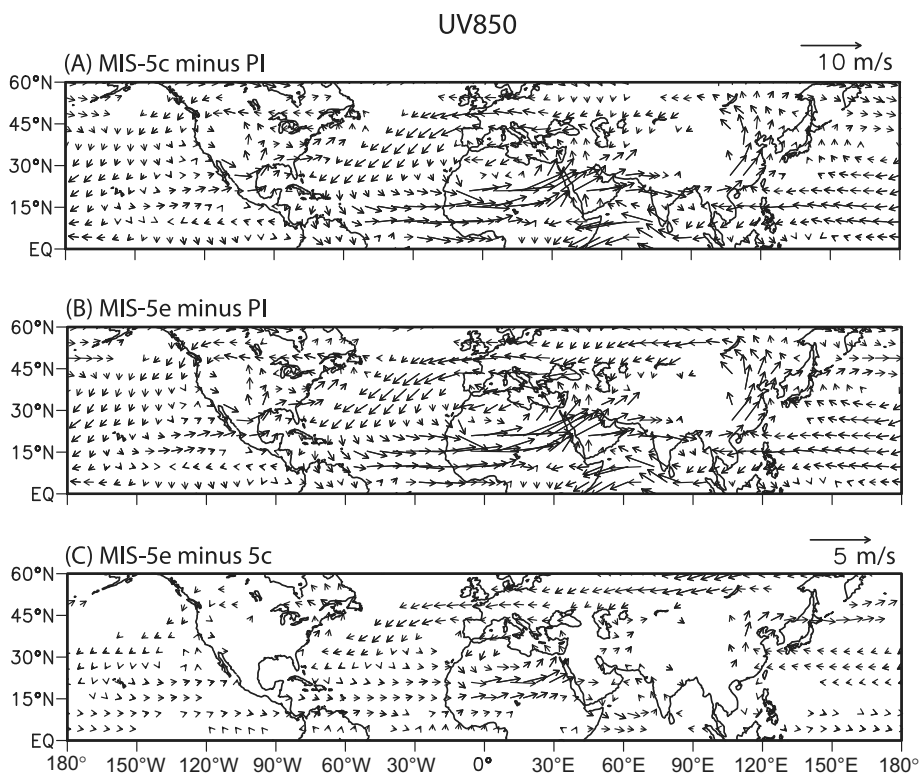 UV850
(A) MIS-5c minus PI
10 m/s
60°N
45°N
30°N
15°N
EQ
(B) MIS-5e minus PI
60°N
45°N
30°N
15°N
EQ
(C) MIS-5e minus 5c
5 m/s
60°N
45°N
30°N
15°N
EQ
180° 150°W 120°W 90°W 60°W 30°W 0° 30°E 60°E 90°E 120°E 150°E 180°